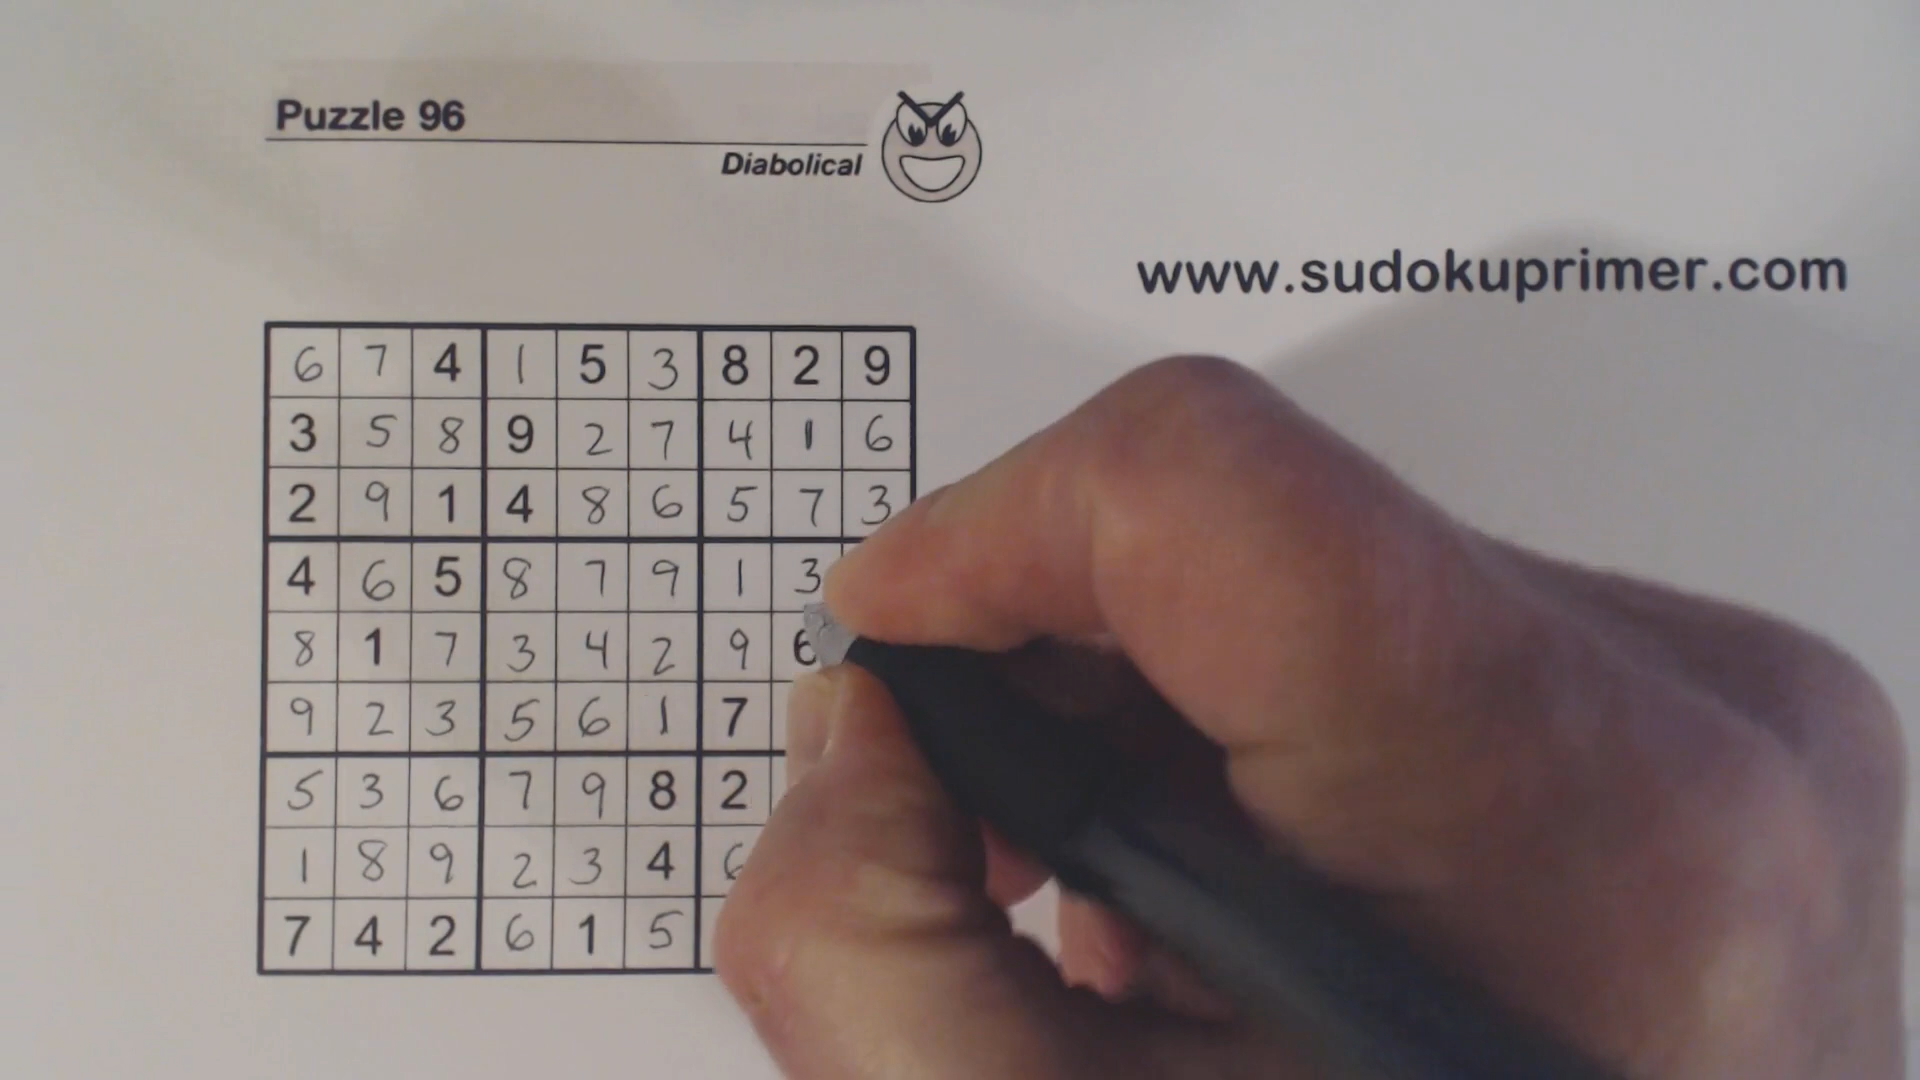 Puzzle 96
Diabolical
www.sudokuprimer.com
6 7 4 1 5 3 8 2 9
3 5 8 9 2 7 4 1 6
2 9 1 4 8 6 5 7 3
4 6 5 8 7 9 1 3
8 1 7 3 4 2 9 6
9 2 3 5 6 1 7
5 3 6 7 9 8 2
1 8 9 2 3 4 6
7 4 2 6 1 5